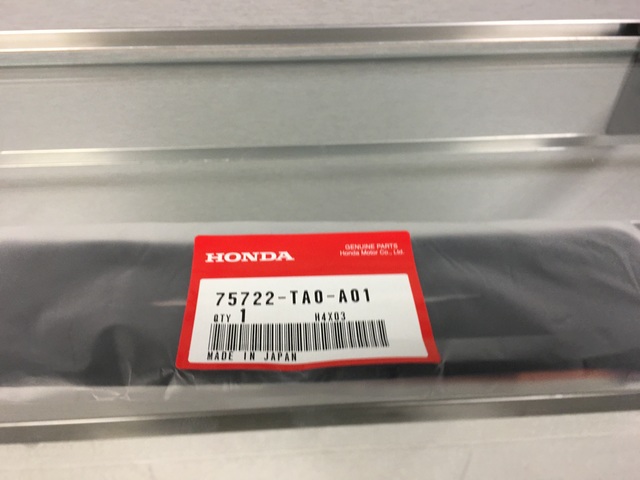 HONDA
GENUINE PARTS
Honda Motor Co., Ltd.
75722-TA0-A01
QTY 1 H4X03
MADE IN JAPAN